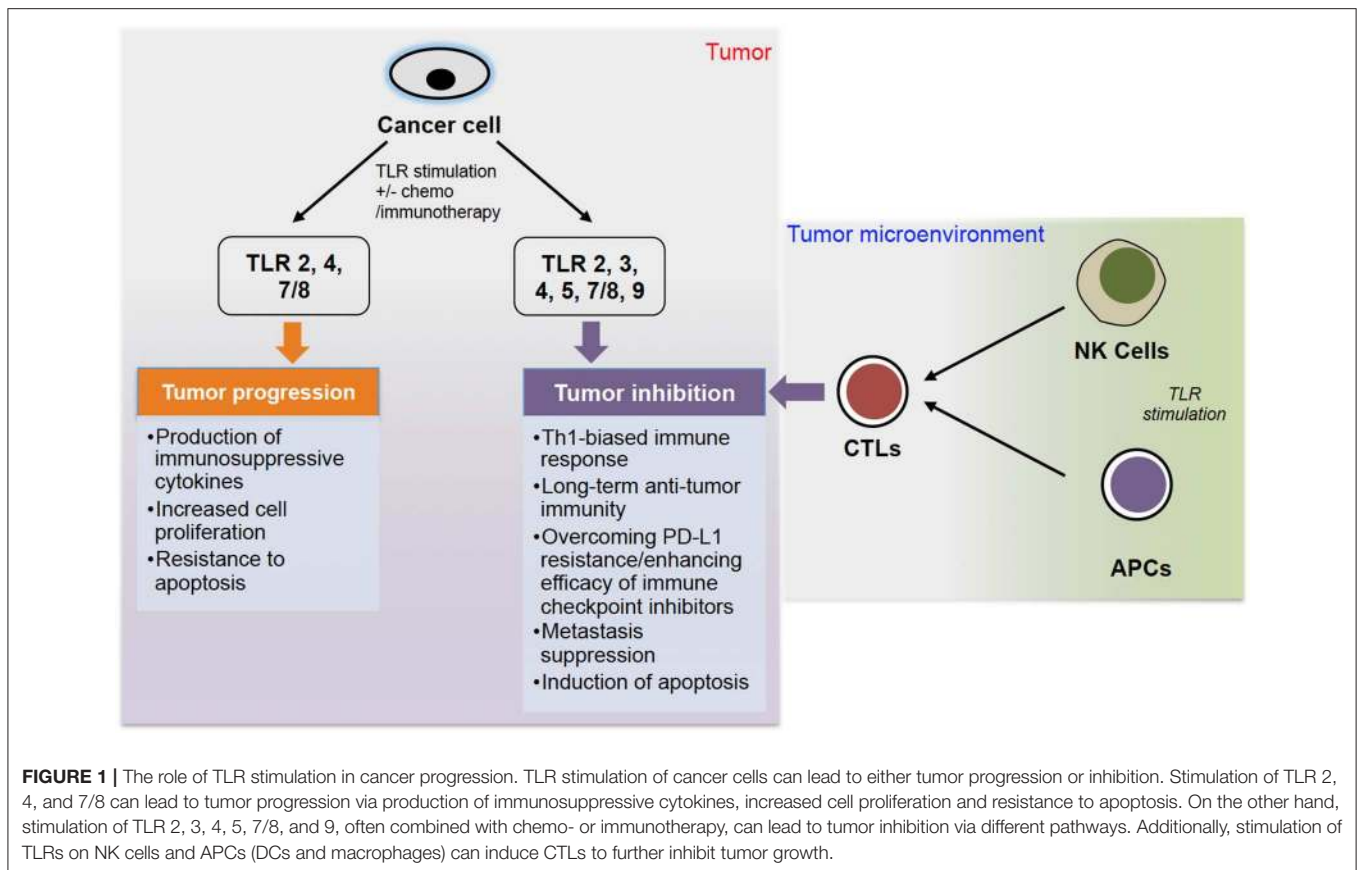 Tumor
Cancer cell
TLR stimulation
+/- chemo
/immunotherapy
TLR 2, 4,
7/8
TLR 2, 3,
4, 5, 7/8, 9
Tumor progression
•Production of
immunosuppressive
cytokines
•Increased cell
proliferation
•Resistance to
apoptosis
Tumor inhibition
•Th1-biased immune
response
•Long-term anti-tumor
immunity
•Overcoming PD-L1
resistance/enhancing
efficacy of immune
checkpoint inhibitors
•Metastasis
suppression
•Induction of apoptosis
Tumor microenvironment
NK Cells
CTLs
TLR
stimulation
APCs
FIGURE 1 | The role of TLR stimulation in cancer progression. TLR stimulation of cancer cells can lead to either tumor progression or inhibition. Stimulation of TLR 2,
4, and 7/8 can lead to tumor progression via production of immunosuppressive cytokines, increased cell proliferation and resistance to apoptosis. On the other hand,
stimulation of TLR 2, 3, 4, 5, 7/8, and 9, often combined with chemo- or immunotherapy, can lead to tumor inhibition via different pathways. Additionally, stimulation of
TLRs on NK cells and APCs (DCs and macrophages) can induce CTLs to further inhibit tumor growth.